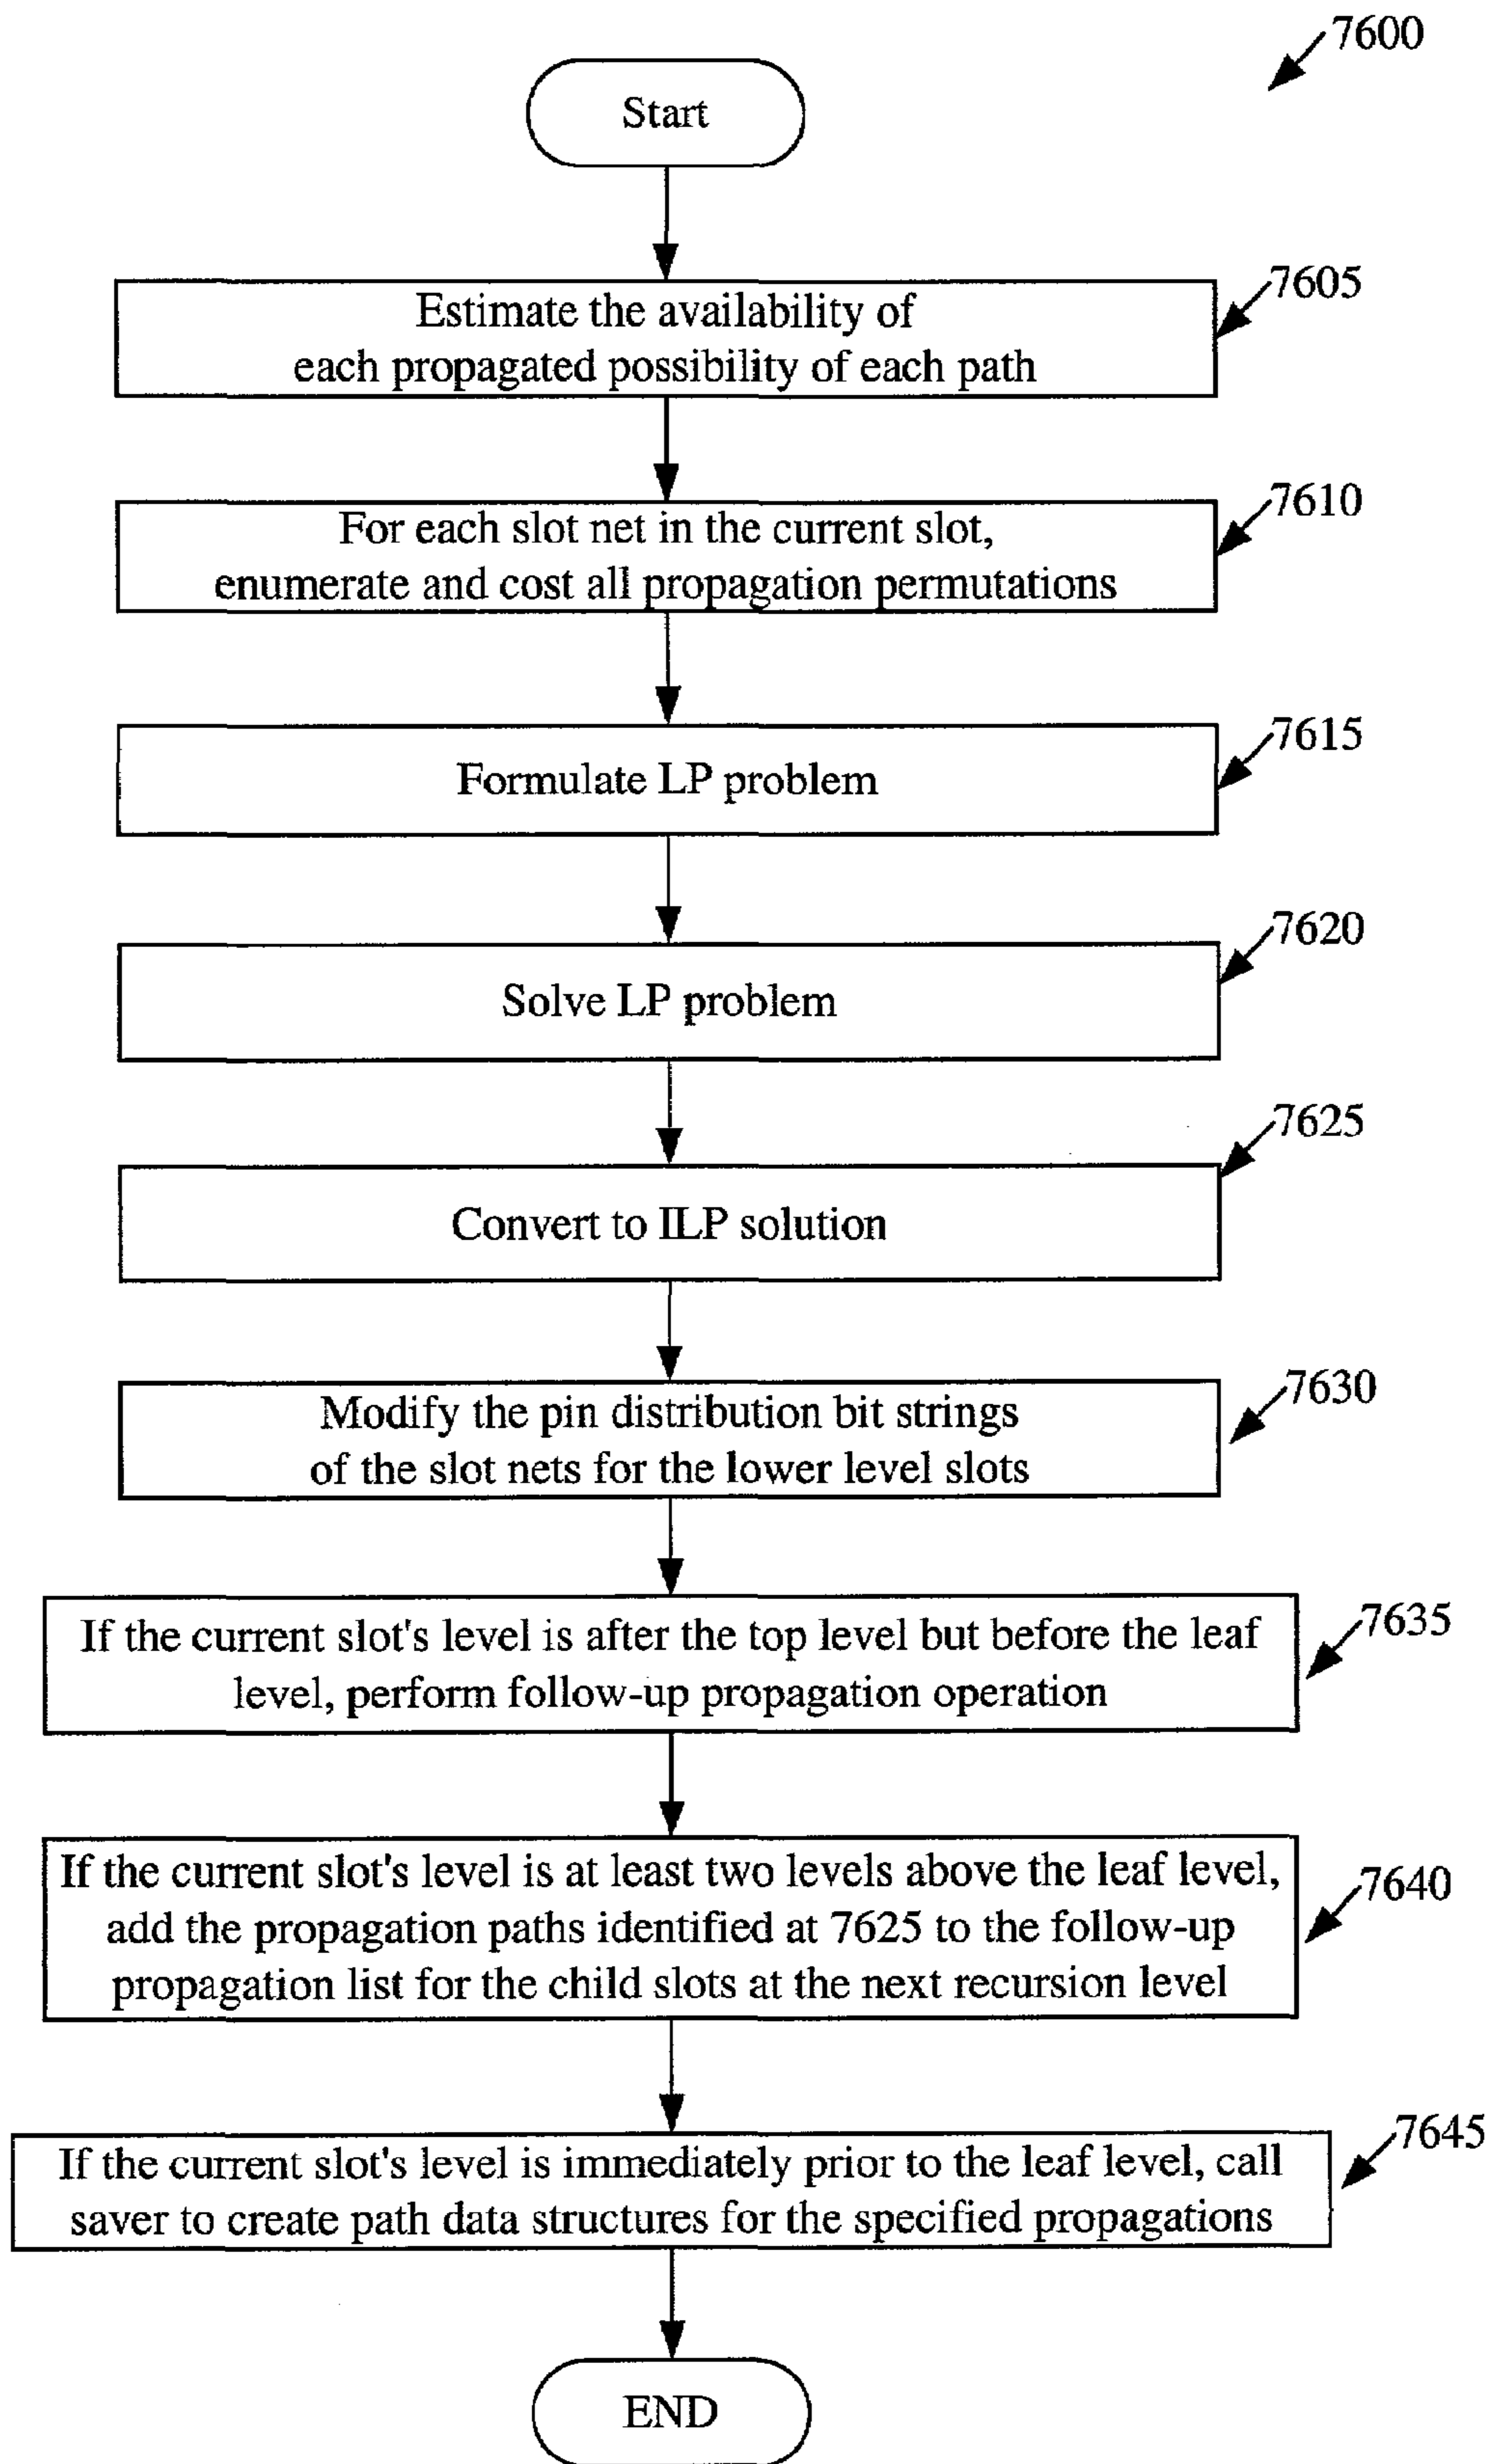 7600
Start
7605
Estimate the availability of
each propagated possibility of each path
7610
For each slot net in the current slot,
enumerate and cost all propagation permutations
7615
Formulate LP problem
7620
Solve LP problem
7625
Convert to ILP solution
7630
Modify the pin distribution bit strings
of the slot nets for the lower level slots
7635
If the current slot's level is after the top level but before the leaf
level, perform follow-up propagation operation
7640
If the current slot's level is at least two levels above the leaf level,
add the propagation paths identified at 7625 to the follow-up
propagation list for the child slots at the next recursion level
7645
If the current slot's level is immediately prior to the leaf level, call
saver to create path data structures for the specified propagations
END